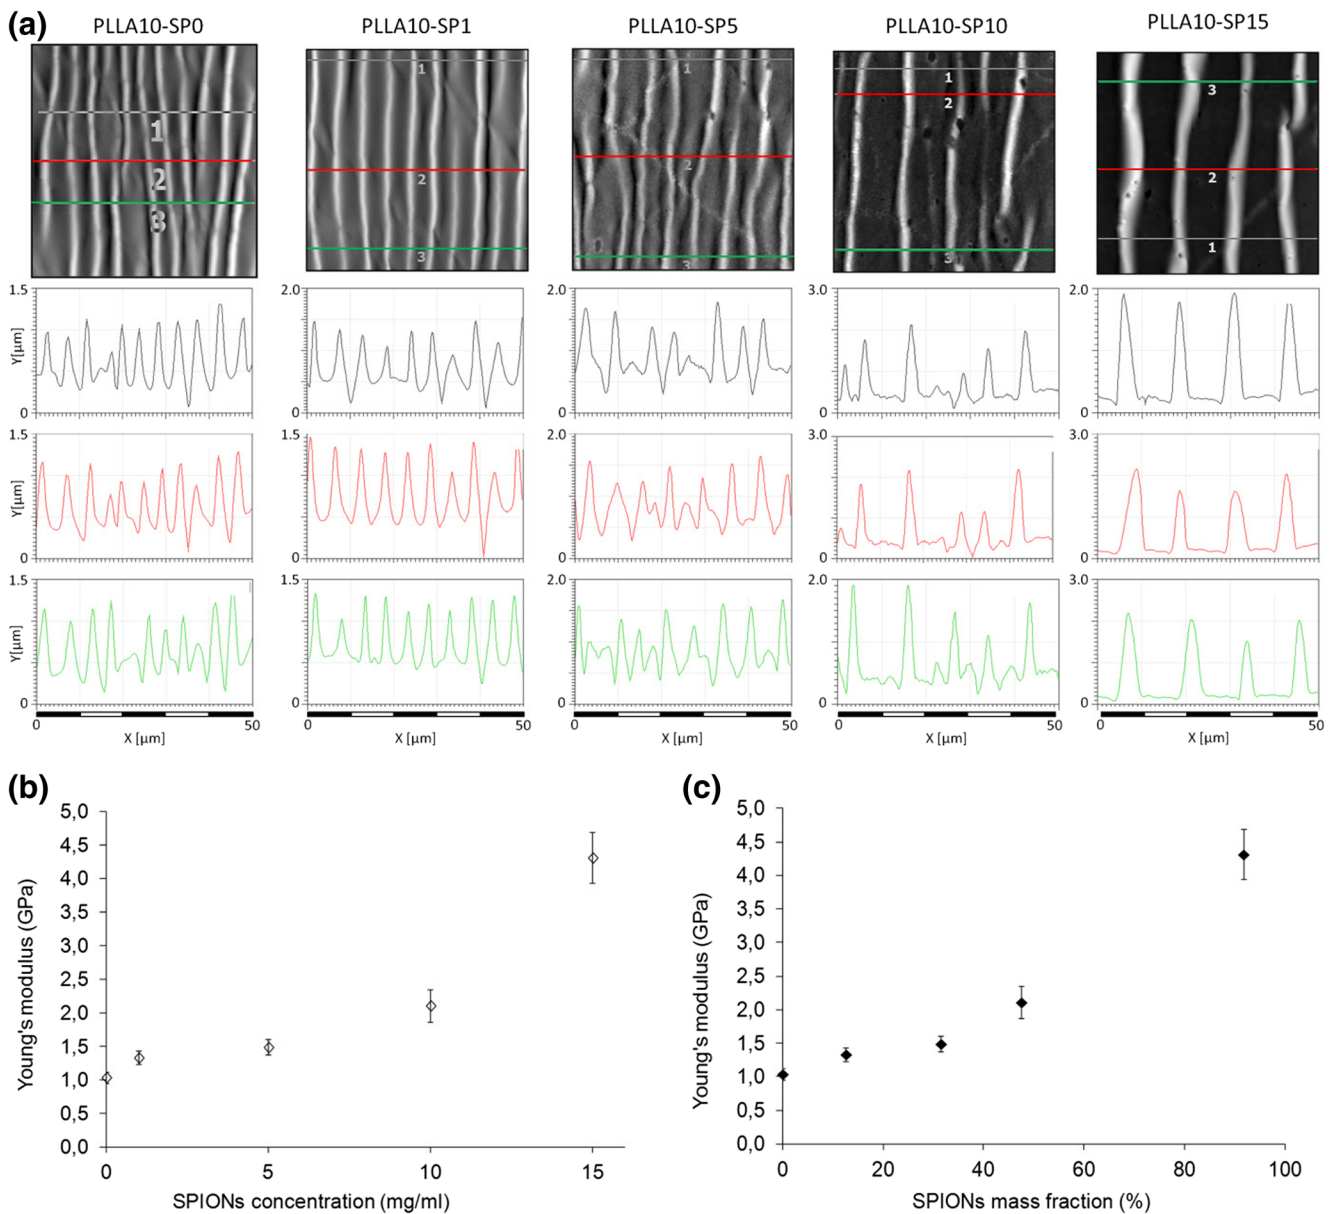 (a)
PLLA10-SP0 PLLA10-SP1 PLLA10-SP5 PLLA10-SP10 PLLA10-SP15
1 2 3
1 2 3
1 2 3
1 2 3
3 2 1
1.5 2.0 2.0 3.0 2.0
Y[μm]
0 0 0 0 0
1.5 1.5 2.0 3.0 3.0
Y[μm]
0 0 0 0 0
1.5 1.5 2.0 2.0 3.0
Y[μm]
0 0 0 0 0
0 50 0 50 0 50 0 50 0 50
X [μm] X [μm] X [μm] X [μm] X [μm]
(b)
5,0
4,5
4,0
3,5
3,0
2,5
2,0
1,5
1,0
0,5
0,0
Young's modulus (GPa)
0 5 10 15
SPIONs concentration (mg/ml)
(c)
5,0
4,5
4,0
3,5
3,0
2,5
2,0
1,5
1,0
0,5
0,0
Young's modulus (GPa)
0 20 40 60 80 100
SPIONs mass fraction (%)